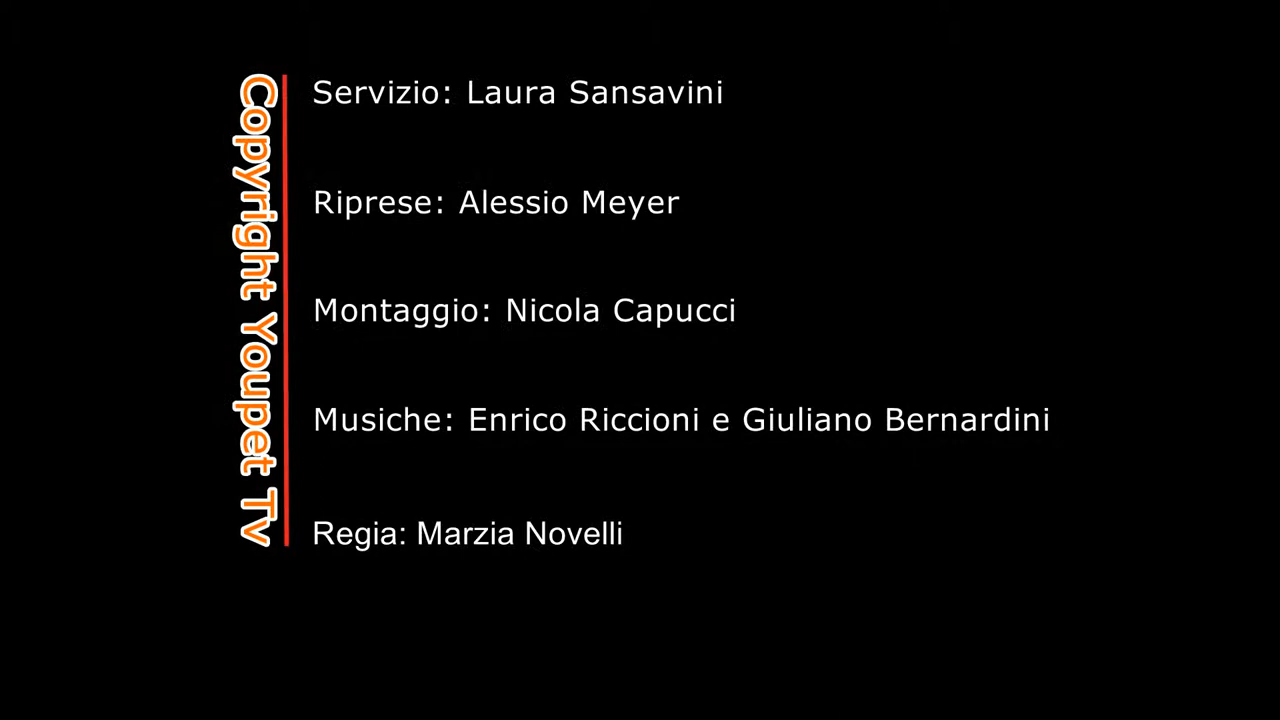 Copyright Youpet Tv
Servizio: Laura Sansavini
Riprese: Alessio Meyer
Montaggio: Nicola Capucci
Musiche: Enrico Riccioni e Giuliano Bernardini
Regia: Marzia Novelli